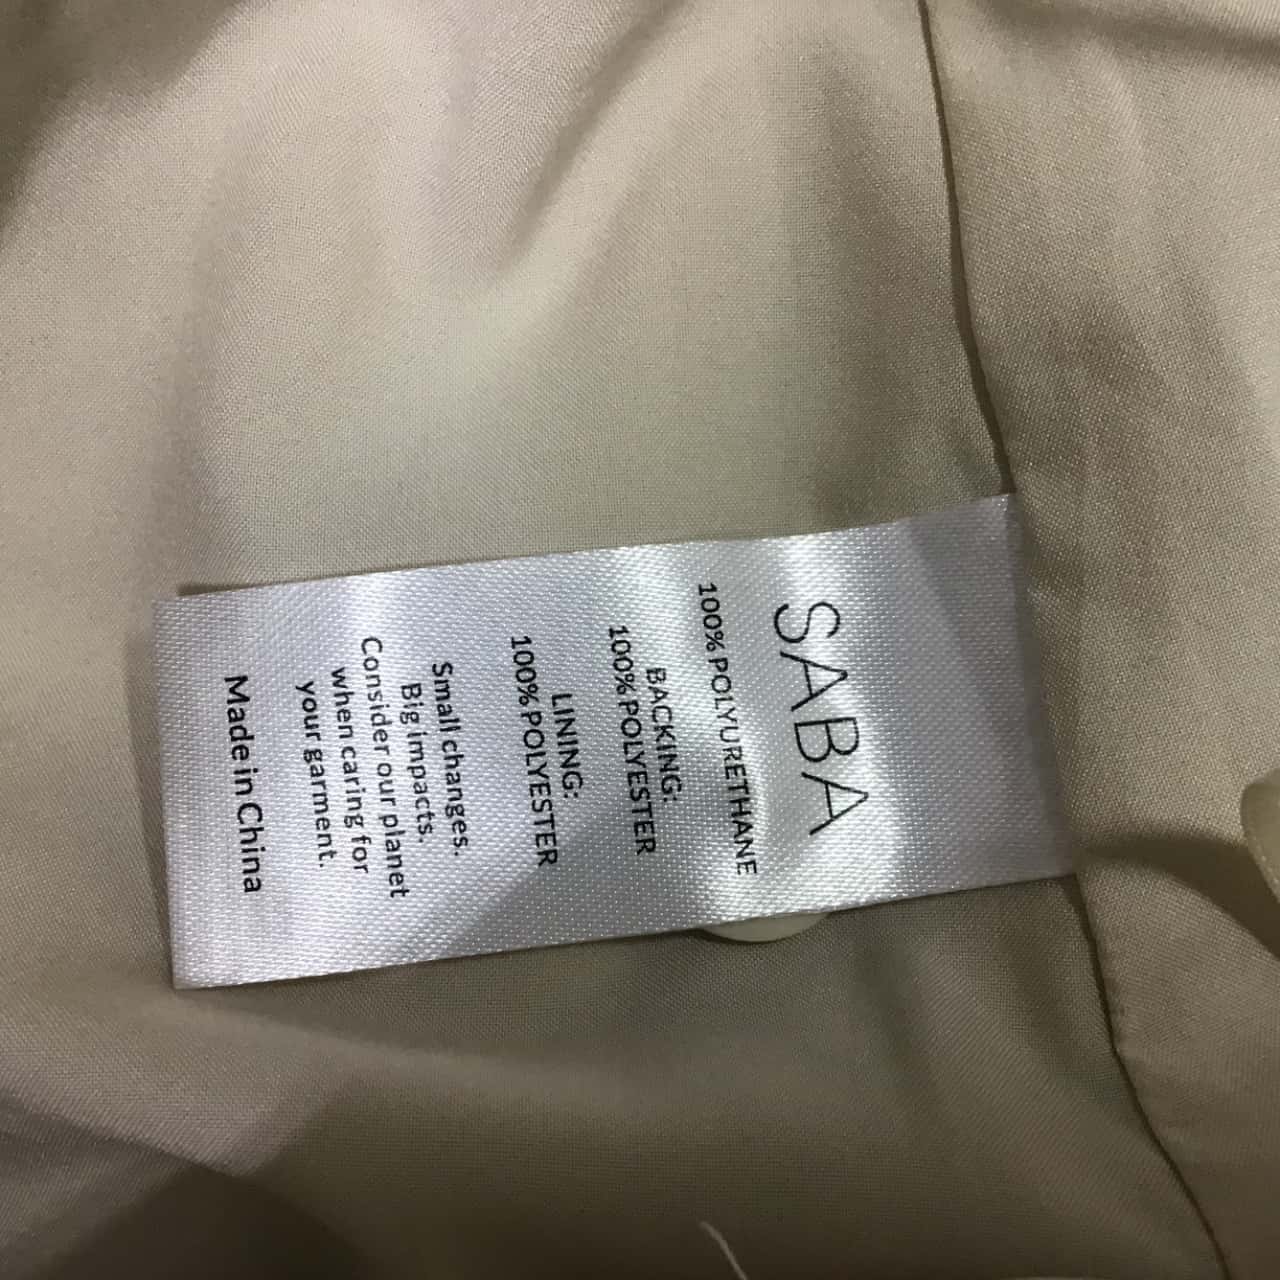 SABA
100% POLYURETHANE
BACKING:
100% POLYESTER
LINING:
100% POLYESTER
Small changes.
Big impacts.
Consider our planet
when caring for
your garment.
Made in China